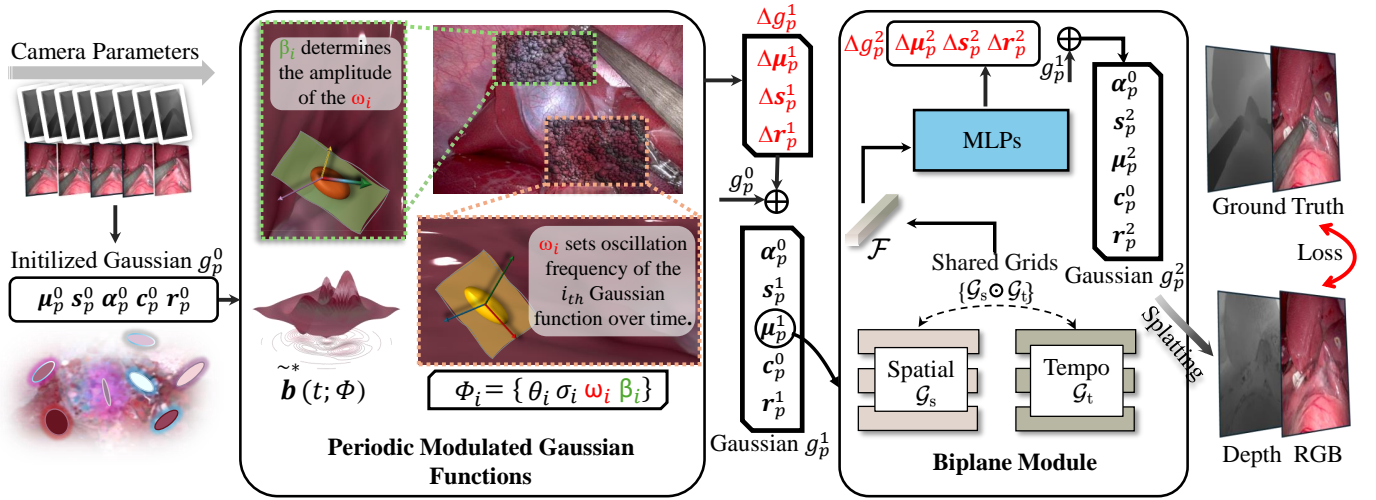 Camera Parameters
Initilized Gaussian g_p^0
μ_p^0 s_p^0 α_p^0 c_p^0 r_p^0
β_i determines
the amplitude
of the ω_i
ω_i sets oscillation
frequency of the
i_th Gaussian
function over time.
b̃* (t; Φ)
Φ_i = { θ_i σ_i ω_i β_i }
Periodic Modulated Gaussian
Functions
Δg_p^1
Δμ_p^1
Δs_p^1
Δr_p^1
g_p^0
⊕
α_p^0
s_p^1
μ_p^1
c_p^0
r_p^1
Gaussian g_p^1
Δg_p^2
Δμ_p^2 Δs_p^2 Δr_p^2
MLPs
ℱ
Shared Grids
{𝒢_s ⊙ 𝒢_t}
Spatial
𝒢_s
Tempo
𝒢_t
Biplane Module
g_p^1
⊕
α_p^0
s_p^2
μ_p^2
c_p^0
r_p^2
Gaussian g_p^2
Splatting
Ground Truth
Loss
Depth RGB